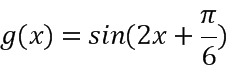 g(x) = sin(2x + π/6)